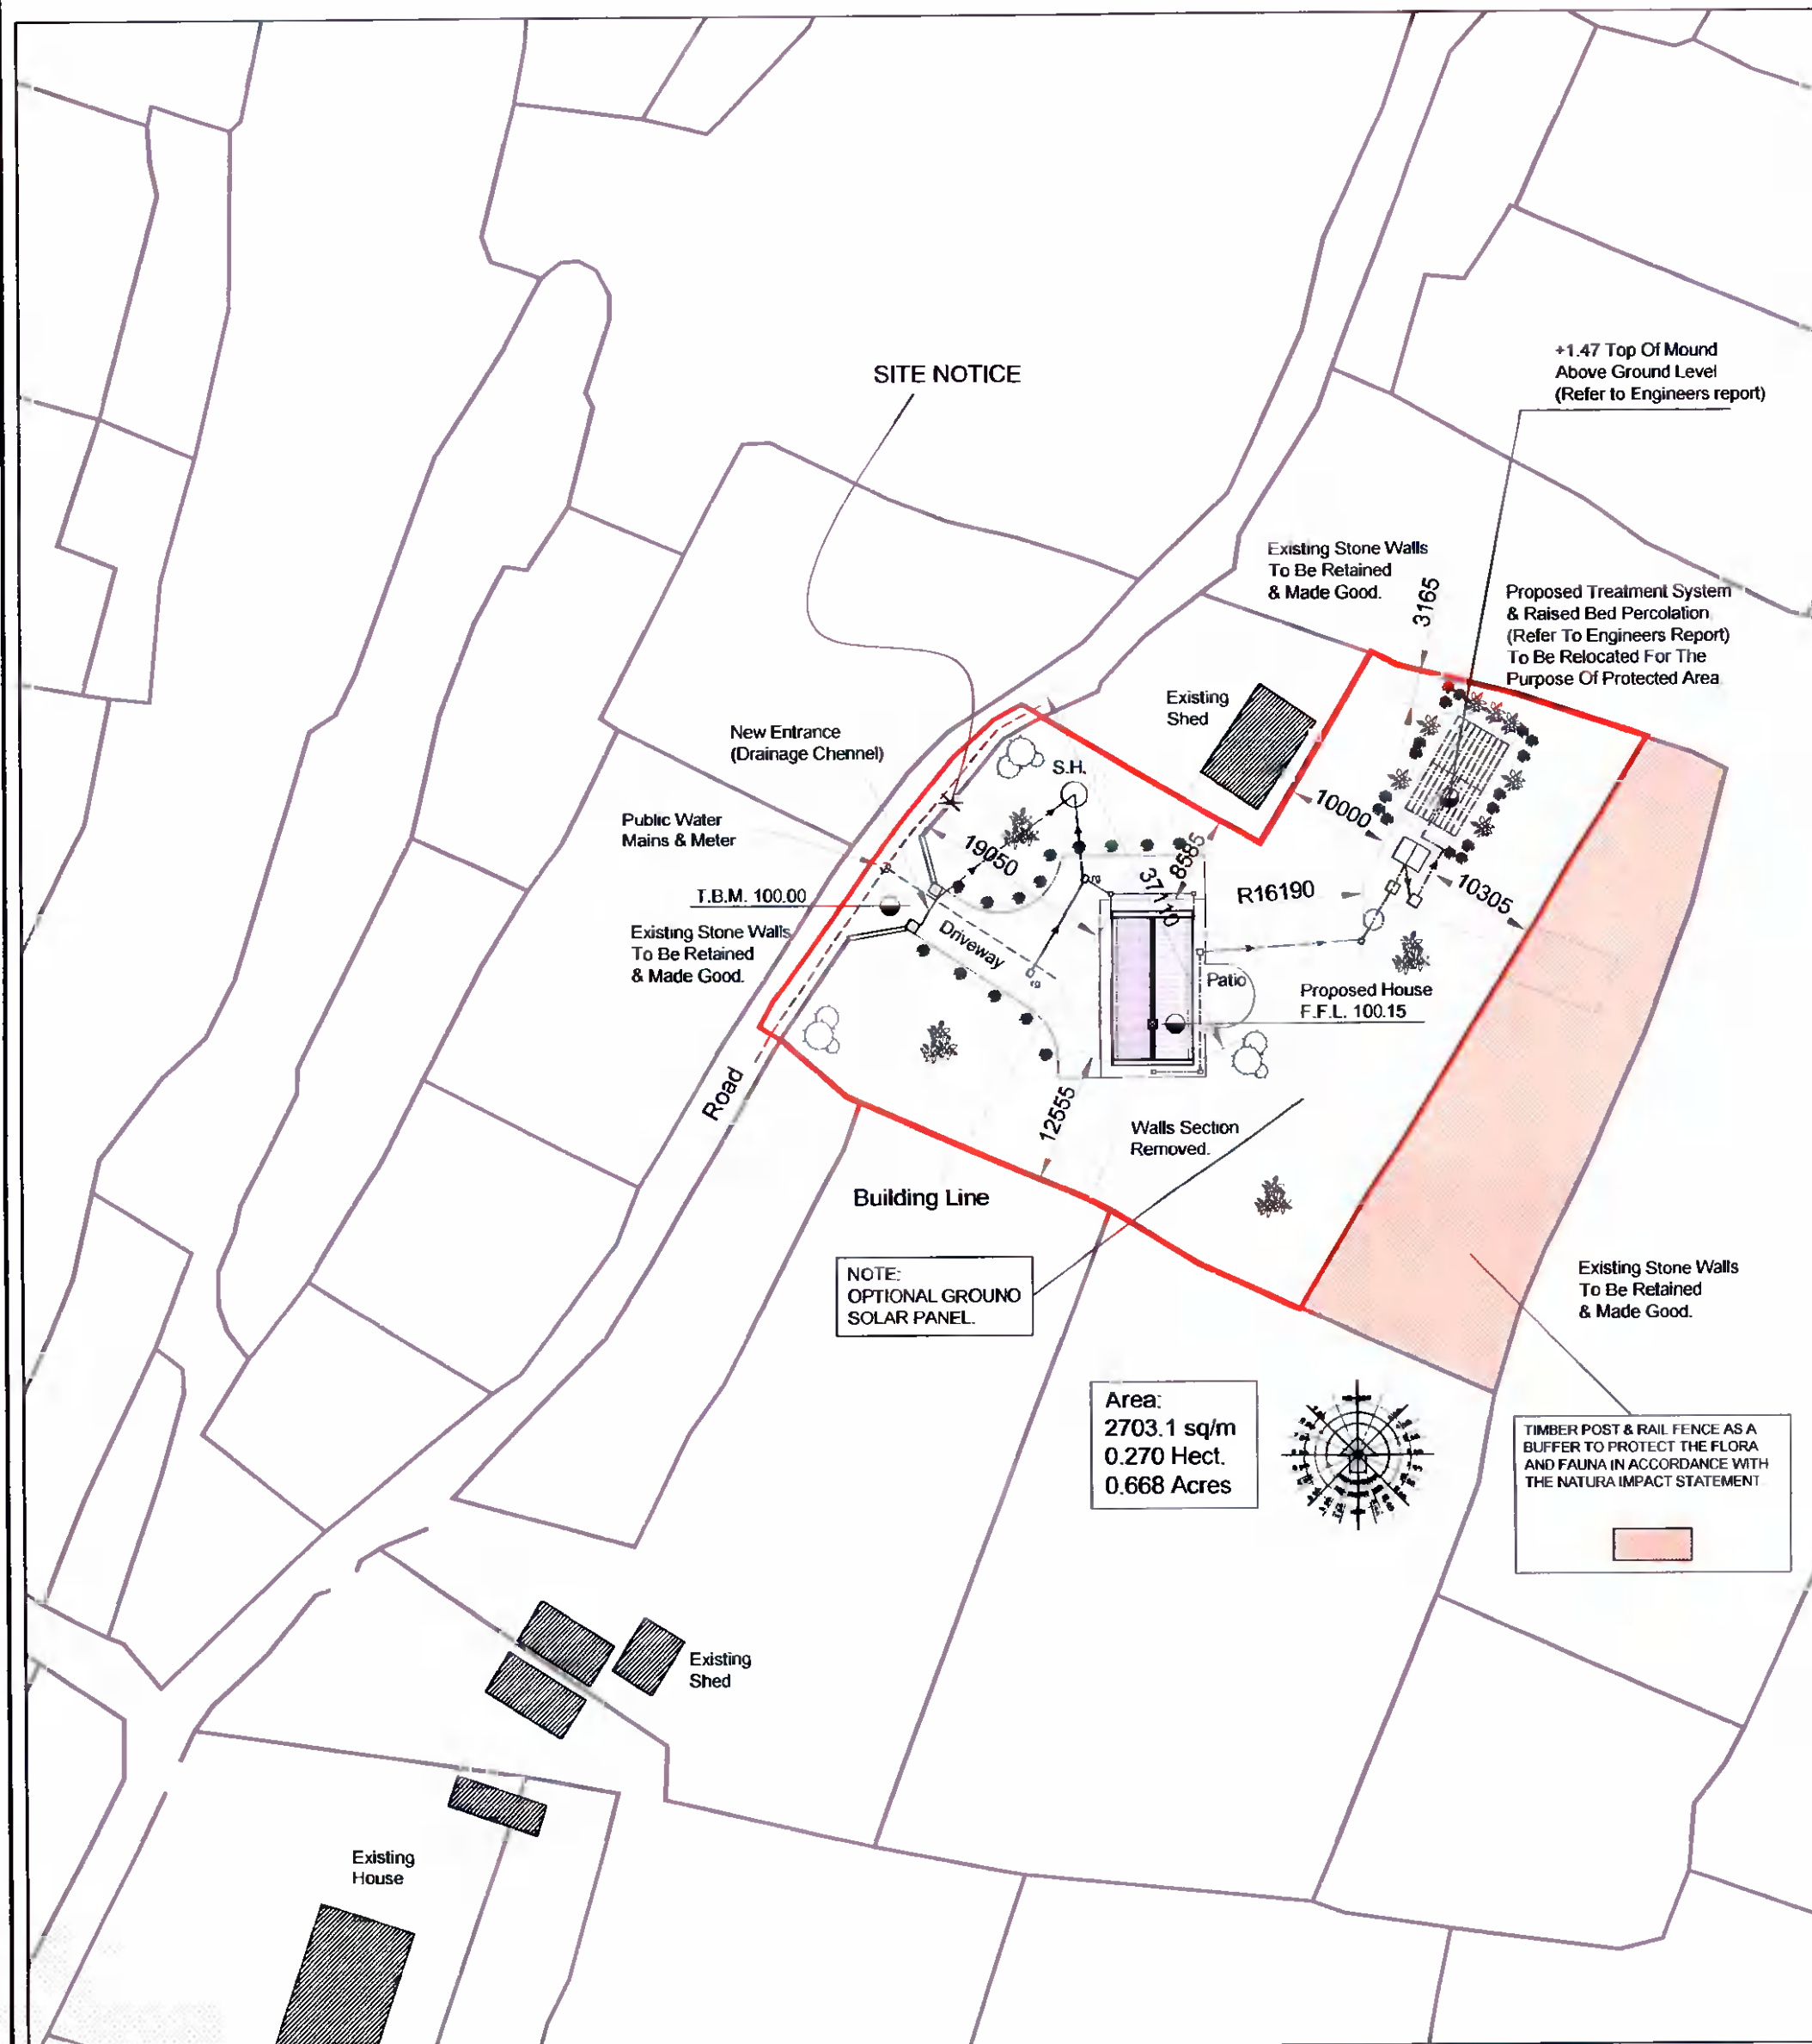 SITE NOTICE
+1.47 Top Of Mound
Above Ground Level
(Refer to Engineers report)
Existing Stone Walls
To Be Retained
& Made Good.
3165
Proposed Treatment System
& Raised Bed Percolation
(Refer To Engineers Report)
To Be Relocated For The
Purpose Of Protected Area
Existing
Shed
New Entrance
(Drainage Chennel)
S.H.
Public Water
Mains & Meter
10000
19050
8585
37110
R16190
10305
T.B.M. 100.00
rg
Existing Stone Walls
To Be Retained
& Made Good.
Driveway
rg
Patio
Proposed House
F.F.L. 100.15
Road
12555
Walls Section
Removed.
Building Line
NOTE:
OPTIONAL GROUND
SOLAR PANEL.
Existing Stone Walls
To Be Retained
& Made Good.
Area:
2703.1 sq/m
0.270 Hect.
0.668 Acres
TIMBER POST & RAIL FENCE AS A
BUFFER TO PROTECT THE FLORA
AND FAUNA IN ACCORDANCE WITH
THE NATURA IMPACT STATEMENT
Existing
Shed
Existing
House